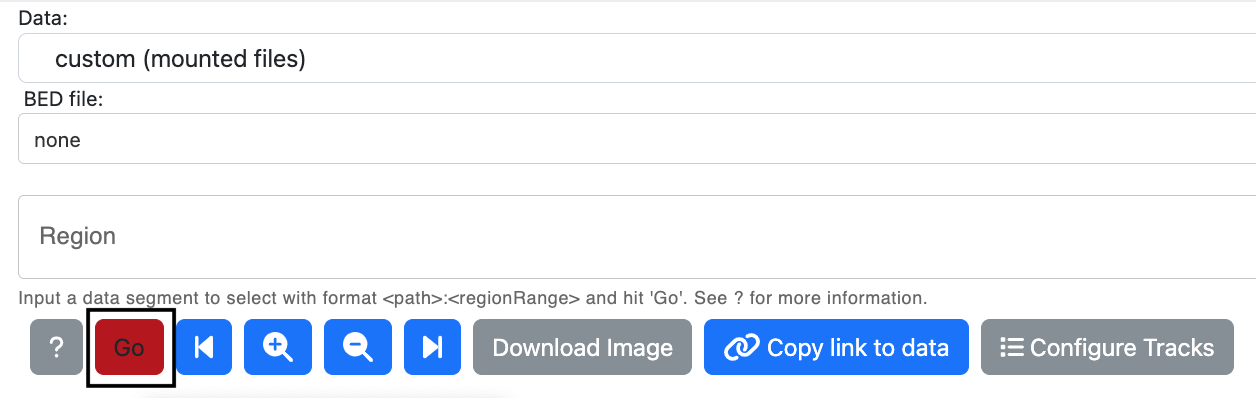 Data:
custom (mounted files)
BED file:
none
Region
Input a data segment to select with format <path>:<regionRange> and hit 'Go'. See ? for more information.
? Go Download Image Copy link to data Configure Tracks